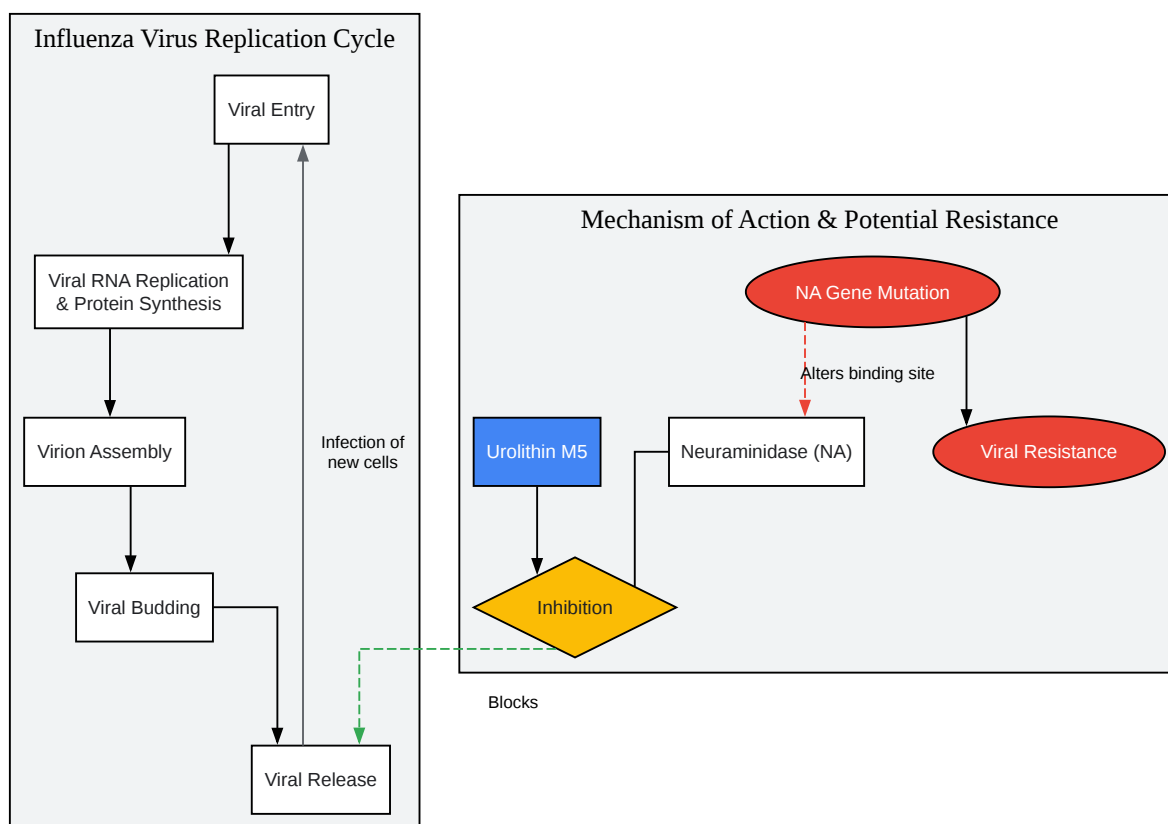 Influenza Virus Replication Cycle
Viral Entry
Viral RNA Replication
& Protein Synthesis
Virion Assembly
Infection of
new cells
Viral Budding
Viral Release
Mechanism of Action & Potential Resistance
NA Gene Mutation
Alters binding site
Urolithin M5
Neuraminidase (NA)
Viral Resistance
Inhibition
Blocks